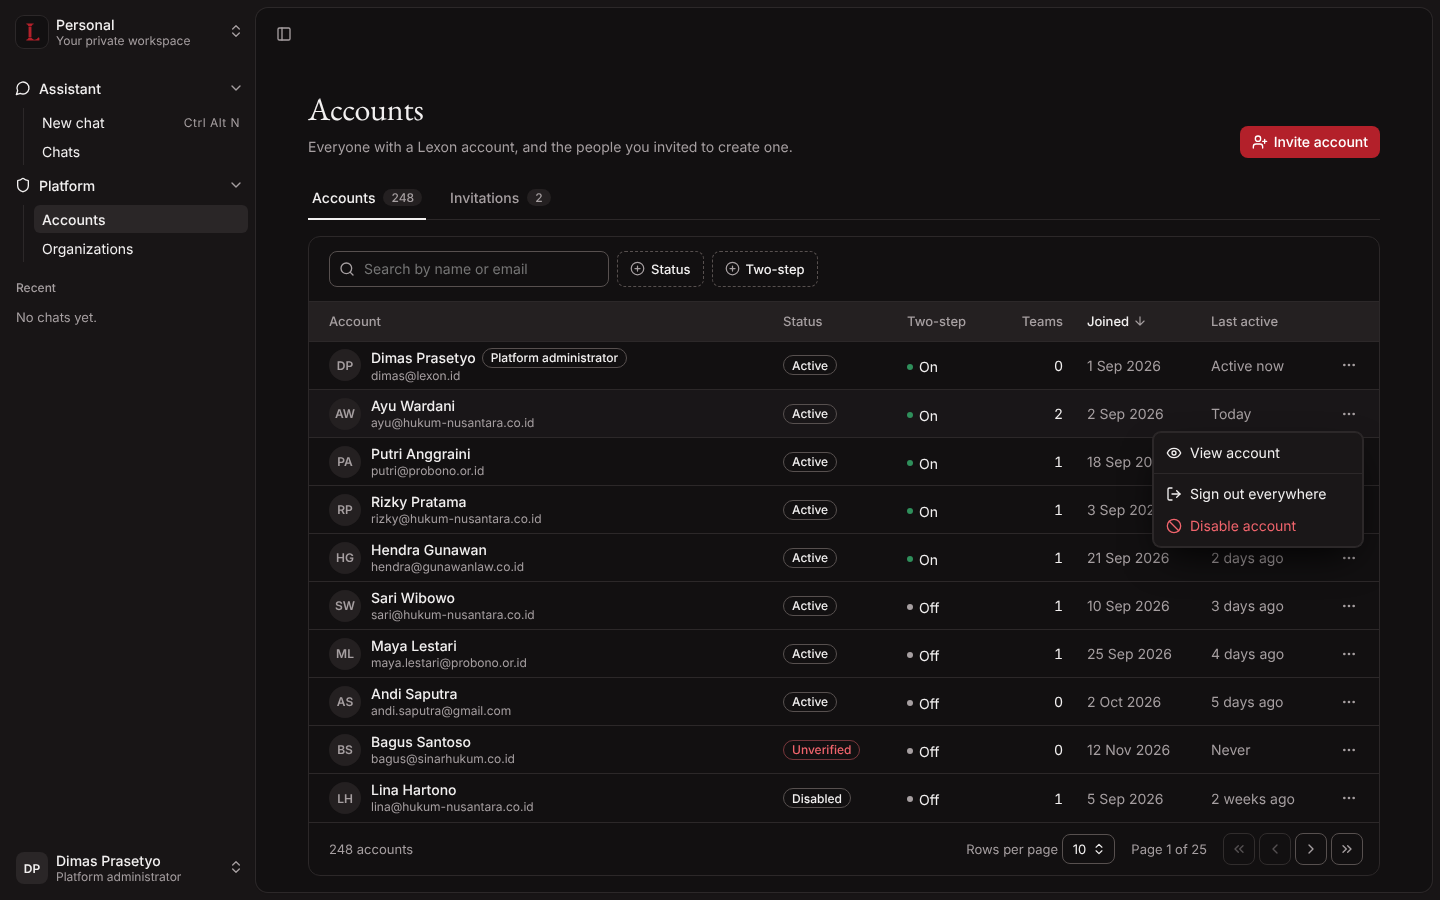 L
Personal
Your private workspace
Assistant
New chat Ctrl Alt N
Chats
Platform
Accounts
Organizations
Recent
No chats yet.
DP
Dimas Prasetyo
Platform administrator
Accounts
Everyone with a Lexon account, and the people you invited to create one.
Invite account
Accounts 248 Invitations 2
Search by name or email Status Two-step
Account Status Two-step Teams Joined Last active
DP Dimas Prasetyo Platform administrator
dimas@lexon.id
Active On 0 1 Sep 2026 Active now
AW Ayu Wardani
ayu@hukum-nusantara.co.id
Active On 2 2 Sep 2026 Today
PA Putri Anggraini
putri@probono.or.id
Active On 1 18 Sep 20
RP Rizky Pratama
rizky@hukum-nusantara.co.id
Active On 1 3 Sep 202
View account
Sign out everywhere
Disable account
HG Hendra Gunawan
hendra@gunawanlaw.co.id
Active On 1 21 Sep 2026 2 days ago
SW Sari Wibowo
sari@hukum-nusantara.co.id
Active Off 1 10 Sep 2026 3 days ago
ML Maya Lestari
maya.lestari@probono.or.id
Active Off 1 25 Sep 2026 4 days ago
AS Andi Saputra
andi.saputra@gmail.com
Active Off 0 2 Oct 2026 5 days ago
BS Bagus Santoso
bagus@sinarhukum.co.id
Unverified Off 0 12 Nov 2026 Never
LH Lina Hartono
lina@hukum-nusantara.co.id
Disabled Off 1 5 Sep 2026 2 weeks ago
248 accounts Rows per page 10 Page 1 of 25